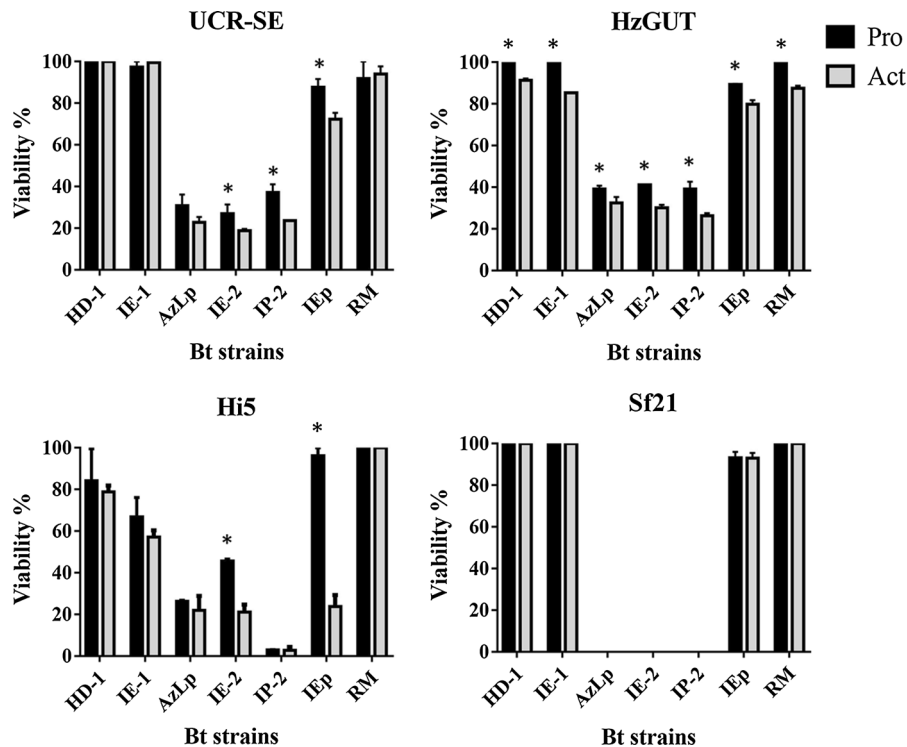 UCR-SE
Viability %
100
80
60
40
20
0
*
*
*
HD-1
IE-1
AzLp
IE-2
IP-2
IEp
RM
Bt strains
HzGUT
Viability %
100
80
60
40
20
0
* *
*
*
*
*
*
HD-1
IE-1
AzLp
IE-2
IP-2
IEp
RM
Bt strains
Pro
Act
Hi5
Viability %
100
80
60
40
20
0
*
*
HD-1
IE-1
AzLp
IE-2
IP-2
IEp
RM
Bt strains
Sf21
Viability %
100
80
60
40
20
0
HD-1
IE-1
AzLp
IE-2
IP-2
IEp
RM
Bt strains